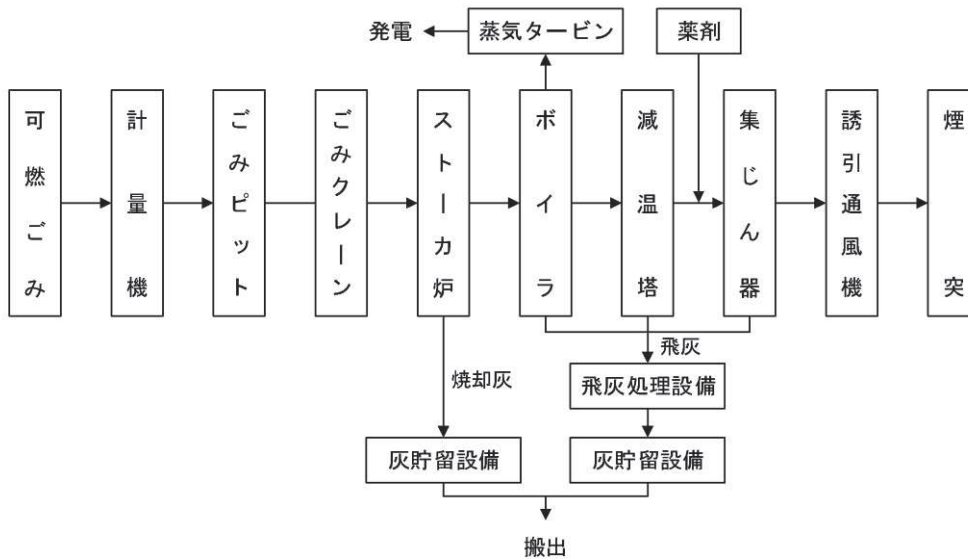 発電
蒸気タービン
薬剤
可燃ごみ
計量機
ごみピット
ごみクレーン
ストーカ炉
ボイラ
減温塔
集じん器
誘引通風機
煙突
焼却灰
飛灰
飛灰処理設備
灰貯留設備
灰貯留設備
搬出